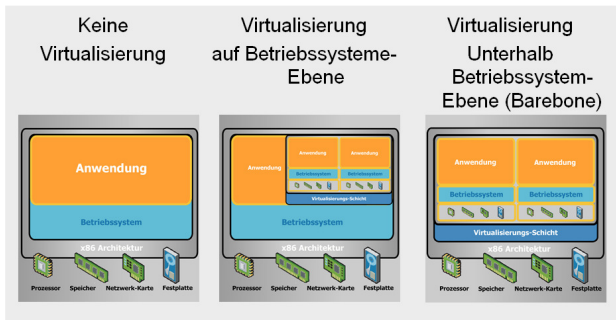 Keine
Virtualisierung
Anwendung
Betriebssystem
x86 Architektur
Prozessor Speicher Netzwerk-Karte Festplatte
Virtualisierung
auf Betriebssysteme-
Ebene
Anwendung
Anwendung Anwendung
Betriebssystem Betriebssystem
Virtualisierungs-Schicht
Betriebssystem
x86 Architektur
Prozessor Speicher Netzwerk-Karte Festplatte
Virtualisierung
Unterhalb
Betriebssystem-
Ebene (Barebone)
Anwendung Anwendung
Betriebssystem Betriebssystem
Virtualisierungs-Schicht
x86 Architektur
Prozessor Speicher Netzwerk-Karte Festplatte